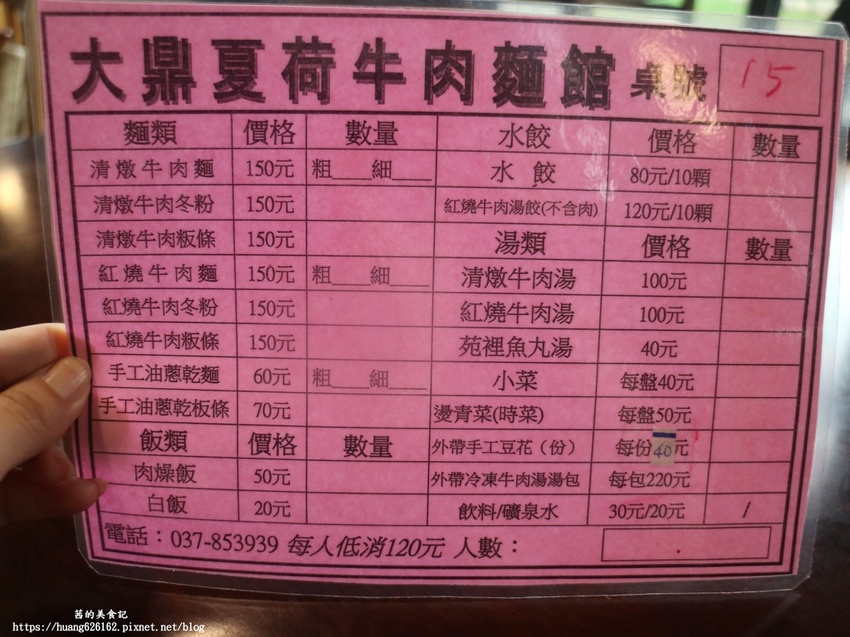 大鼎夏荷牛肉麵館 桌號 15
麵類 價格 數量 水餃 價格 數量
清燉牛肉麵 150元 粗___細___ 水餃 80元/10顆
清燉牛肉冬粉 150元 紅燒牛肉湯餃(不含肉) 120元/10顆
清燉牛肉粄條 150元 湯類 價格 數量
紅燒牛肉麵 150元 粗___細___ 清燉牛肉湯 100元
紅燒牛肉冬粉 150元 紅燒牛肉湯 100元
紅燒牛肉粄條 150元 苑裡魚丸湯 40元
手工油蔥乾麵 60元 粗___細___ 小菜 每盤40元
手工油蔥乾板條 70元 燙青菜(時菜) 每盤50元
飯類 價格 數量 外帶手工豆花（份） 每份40元
肉燥飯 50元 外帶冷凍牛肉湯湯包 每包220元
白飯 20元 飲料/礦泉水 30元/20元 /
電話：037-853939 每人低消120元 人數：
茜的美食記
https://huang626162.pixnet.net/blog